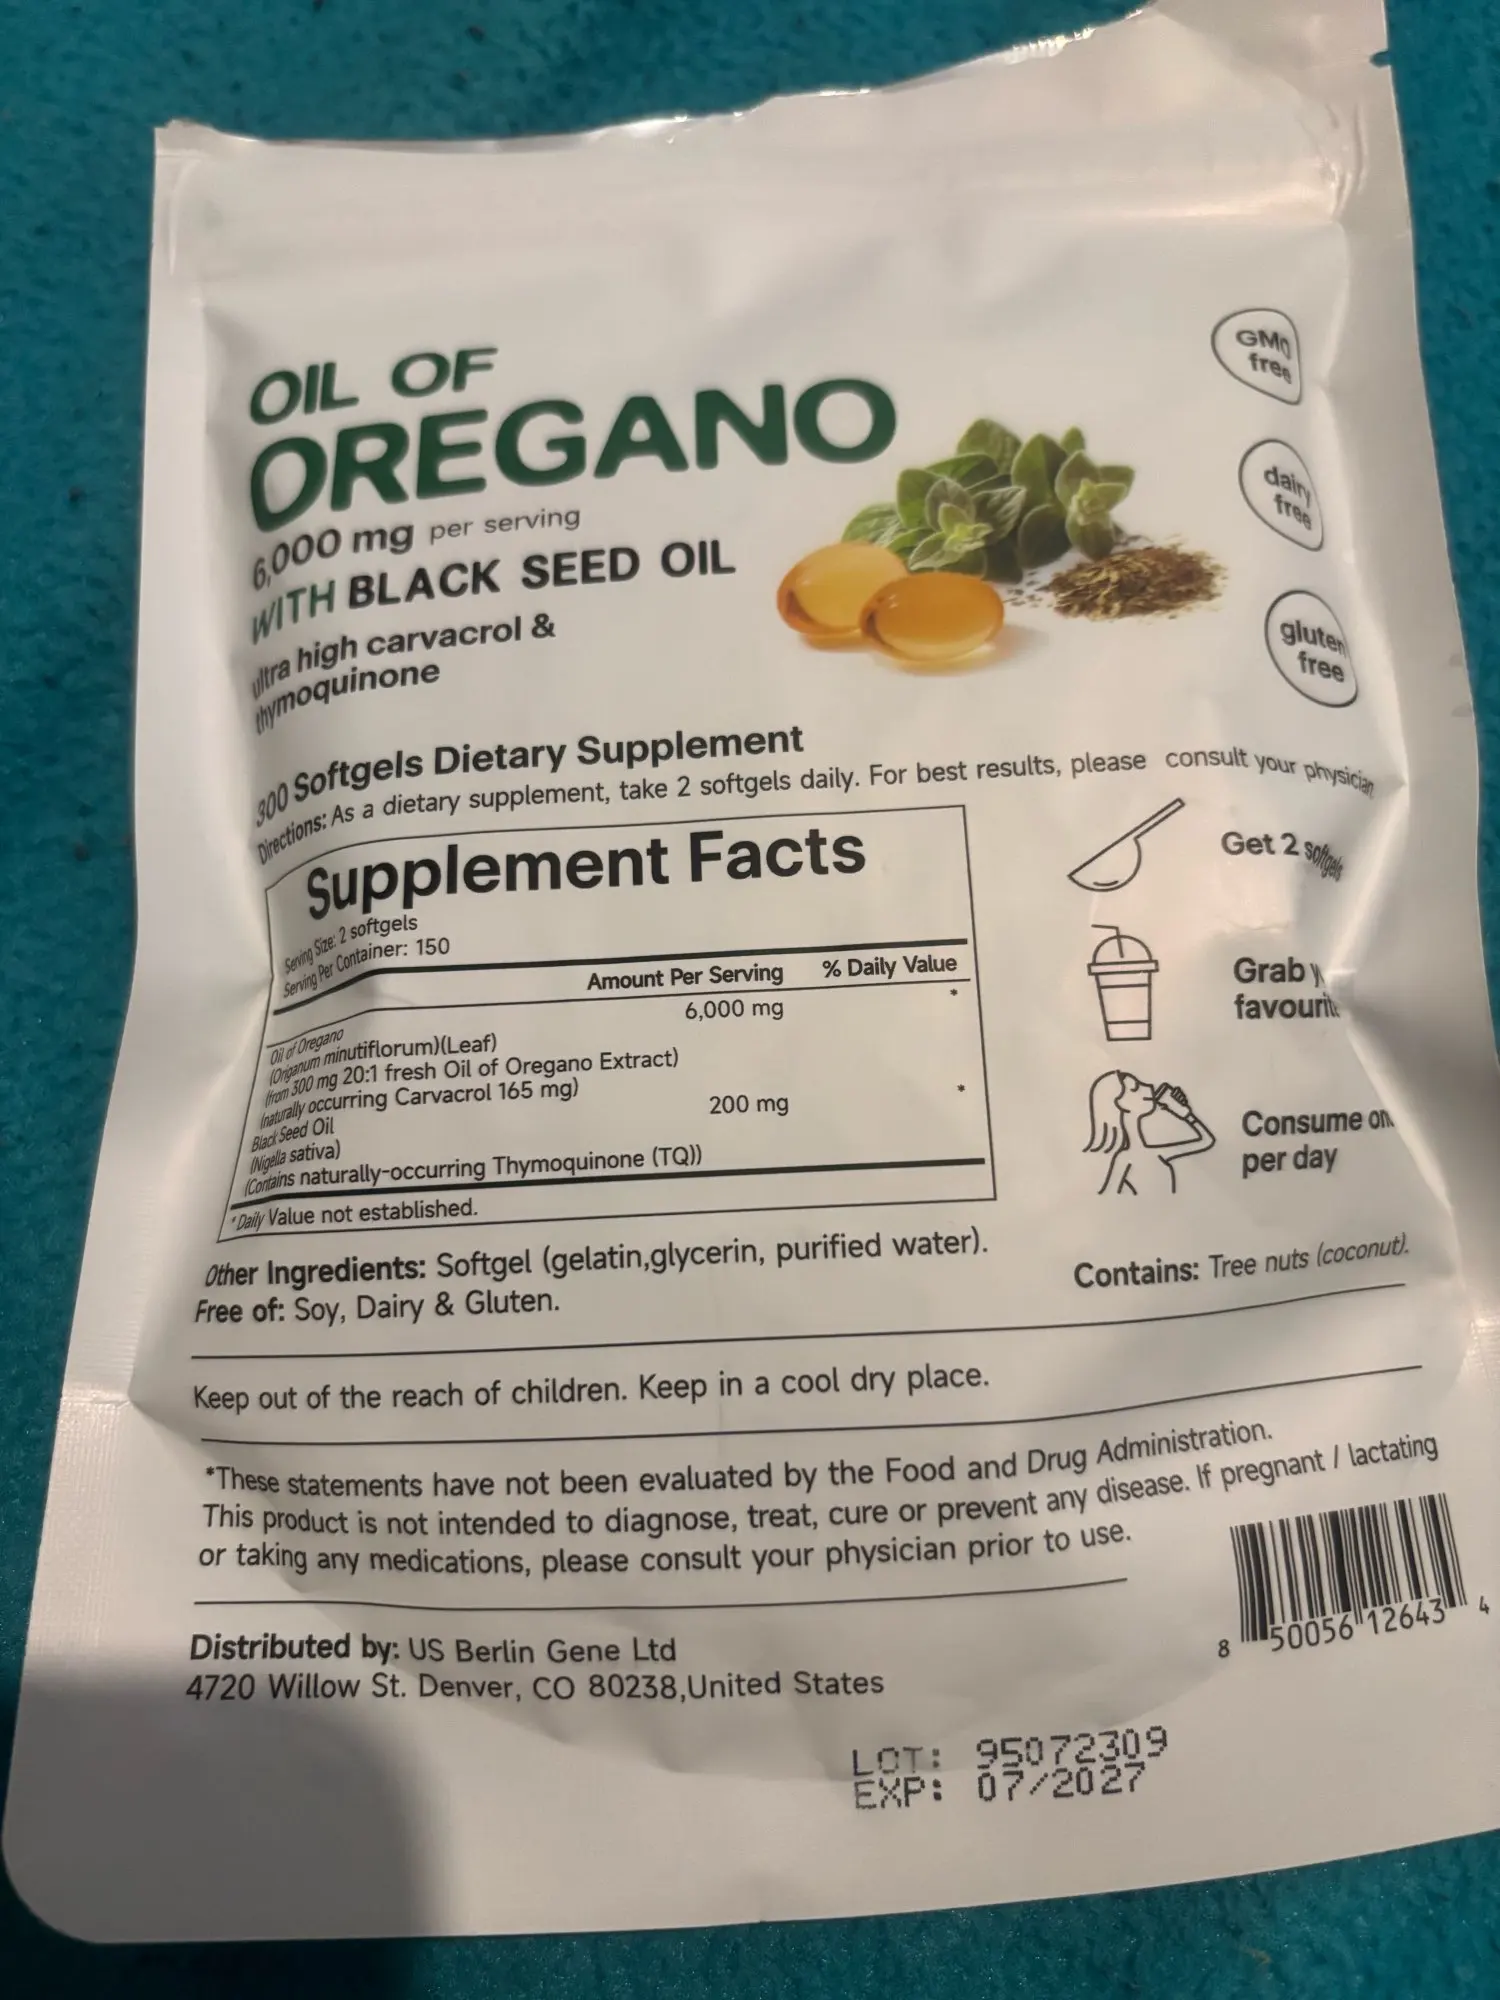 OIL OF
OREGANO
6,000 mg per serving
WITH BLACK SEED OIL
ultra high carvacrol &
thymoquinone
GMO
free
dairy
free
gluten
free
300 Softgels Dietary Supplement
Directions: As a dietary supplement, take 2 softgels daily. For best results, please consult your physician
Supplement Facts
Serving Size: 2 softgels
Serving Per Container: 150
Amount Per Serving % Daily Value
6,000 mg *
Oil of Oregano
(Origanum minutiflorum)(Leaf)
(from 300 mg 20:1 fresh Oil of Oregano Extract)
(naturally occurring Carvacrol 165 mg)
200 mg *
Black Seed Oil
(Nigella sativa)
(Contains naturally-occurring Thymoquinone (TQ))
*Daily Value not established.
Get 2 softgels
Grab
favourite
Consume
per day
Other Ingredients: Softgel (gelatin,glycerin, purified water).
Free of: Soy, Dairy & Gluten.
Contains: Tree nuts (coconut).
Keep out of the reach of children. Keep in a cool dry place.
*These statements have not been evaluated by the Food and Drug Administration.
This product is not intended to diagnose, treat, cure or prevent any disease. If pregnant / lactating
or taking any medications, please consult your physician prior to use.
Distributed by: US Berlin Gene Ltd
4720 Willow St. Denver, CO 80238,United States
8 50056 12643 4
LOT: 95072309
EXP: 07/2027